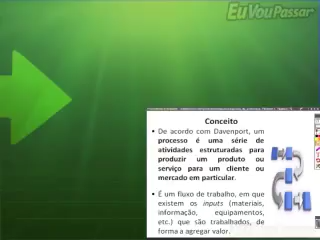 EuVouPassar
Conceito
• De acordo com Davenport, um
processo é uma série de
atividades estruturadas para
produzir um produto ou
serviço para um cliente ou
mercado em particular.
• É um fluxo de trabalho, em que
existem os inputs (materiais,
informação, equipamentos,
etc.) que são trabalhados, de
forma a agregar valor.